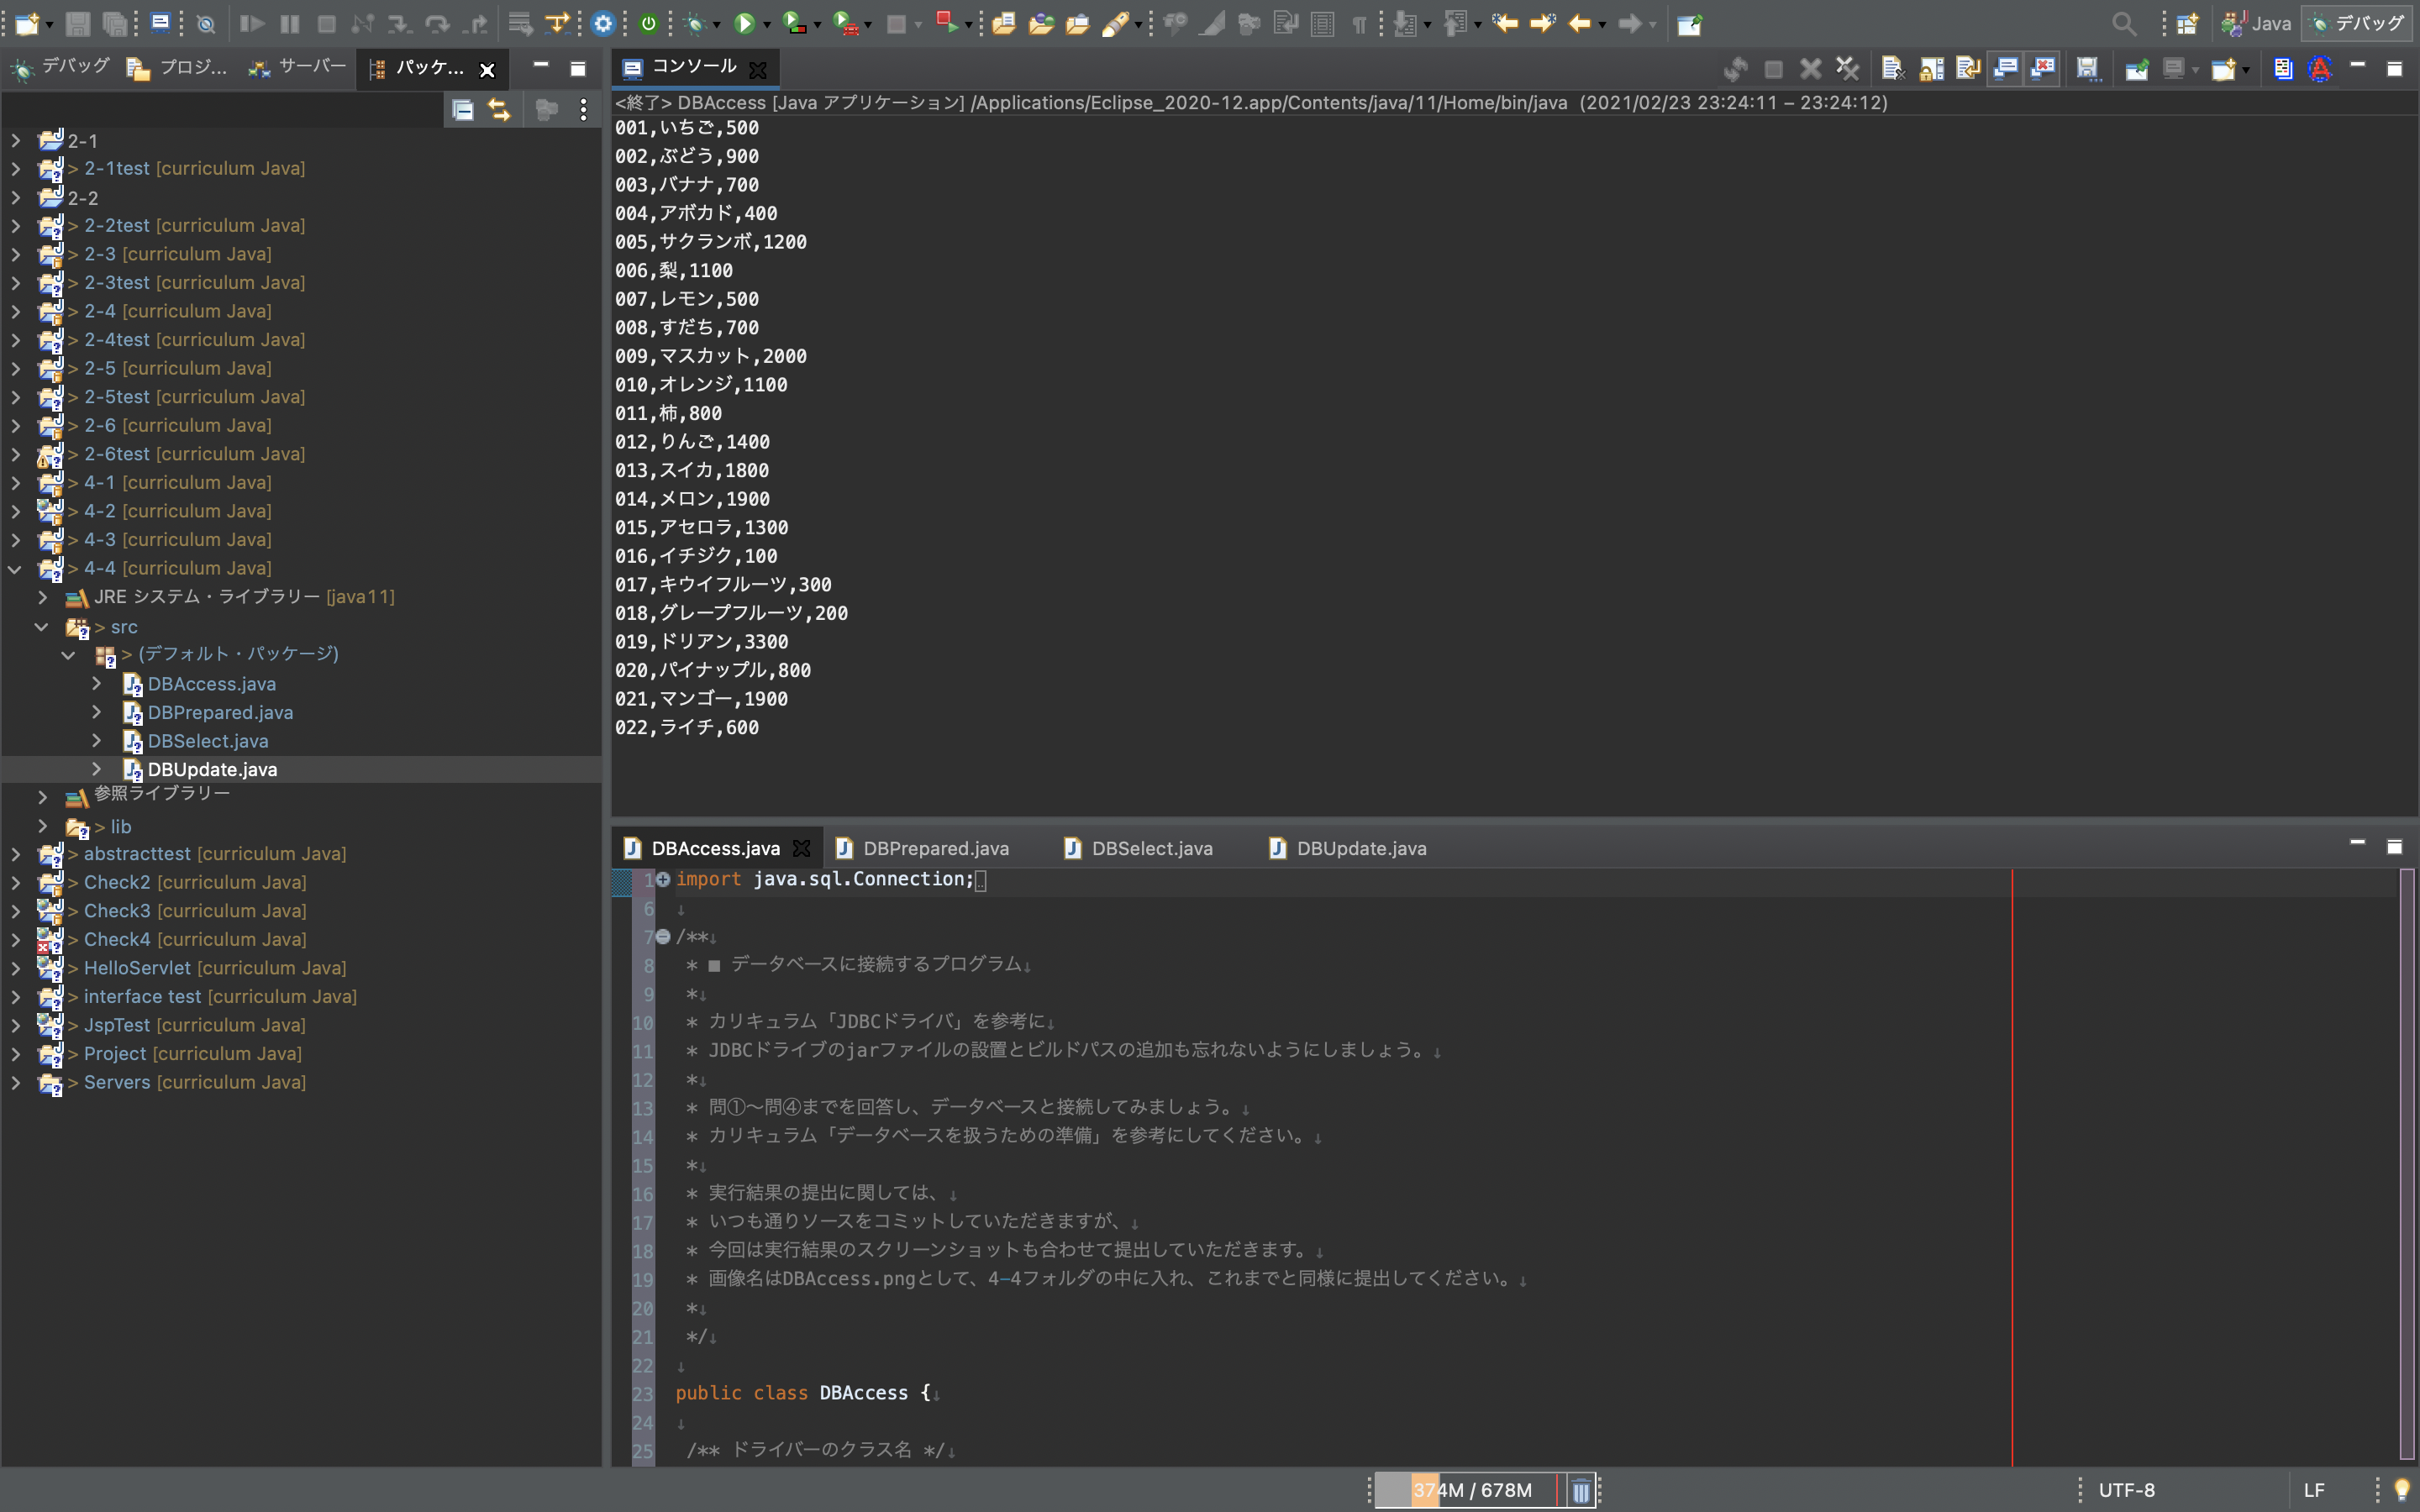 Java
デバッグ
デバッグ
プロジ...
サーバー
パッケ...
2-1
> 2-1test [curriculum Java]
2-2
> 2-2test [curriculum Java]
> 2-3 [curriculum Java]
> 2-3test [curriculum Java]
> 2-4 [curriculum Java]
> 2-4test [curriculum Java]
> 2-5 [curriculum Java]
> 2-5test [curriculum Java]
> 2-6 [curriculum Java]
> 2-6test [curriculum Java]
> 4-1 [curriculum Java]
> 4-2 [curriculum Java]
> 4-3 [curriculum Java]
> 4-4 [curriculum Java]
JRE システム・ライブラリー [java11]
> src
> (デフォルト・パッケージ)
DBAccess.java
DBPrepared.java
DBSelect.java
DBUpdate.java
参照ライブラリー
> lib
> abstracttest [curriculum Java]
> Check2 [curriculum Java]
> Check3 [curriculum Java]
> Check4 [curriculum Java]
> HelloServlet [curriculum Java]
> interface test [curriculum Java]
> JspTest [curriculum Java]
> Project [curriculum Java]
> Servers [curriculum Java]
コンソール
<終了> DBAccess [Java アプリケーション] /Applications/Eclipse_2020-12.app/Contents/java/11/Home/bin/java  (2021/02/23 23:24:11 – 23:24:12)
001,いちご,500
002,ぶどう,900
003,バナナ,700
004,アボカド,400
005,サクランボ,1200
006,梨,1100
007,レモン,500
008,すだち,700
009,マスカット,2000
010,オレンジ,1100
011,柿,800
012,りんご,1400
013,スイカ,1800
014,メロン,1900
015,アセロラ,1300
016,イチジク,100
017,キウイフルーツ,300
018,グレープフルーツ,200
019,ドリアン,3300
020,パイナップル,800
021,マンゴー,1900
022,ライチ,600
DBAccess.java
DBPrepared.java
DBSelect.java
DBUpdate.java
1 import java.sql.Connection;
6 ↓
7 /**↓
8 * ■ データベースに接続するプログラム↓
9 *↓
10 * カリキュラム「JDBCドライバ」を参考に↓
11 * JDBCドライブのjarファイルの設置とビルドパスの追加も忘れないようにしましょう。↓
12 *↓
13 * 問①〜問④までを回答し、データベースと接続してみましょう。↓
14 * カリキュラム「データベースを扱うための準備」を参考にしてください。↓
15 *↓
16 * 実行結果の提出に関しては、↓
17 * いつも通りソースをコミットしていただきますが、↓
18 * 今回は実行結果のスクリーンショットも合わせて提出していただきます。↓
19 * 画像名はDBAccess.pngとして、4-4フォルダの中に入れ、これまでと同様に提出してください。↓
20 *↓
21 */↓
22 ↓
23 public class DBAccess {↓
24 ↓
25 /** ドライバーのクラス名 */↓
374M / 678M
UTF-8
LF